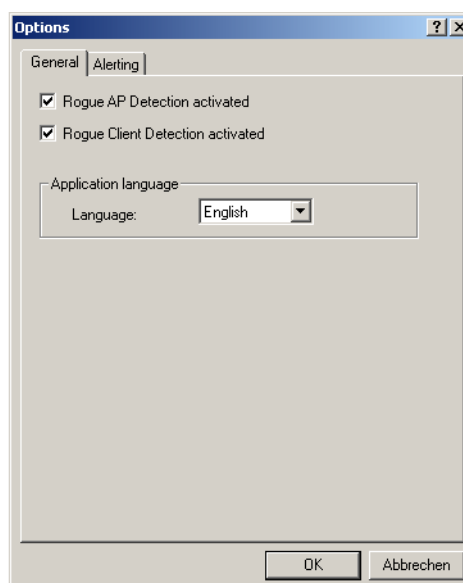 Options
General
Alerting
Rogue AP Detection activated
Rogue Client Detection activated
Application language
Language:
English
OK
Abbrechen